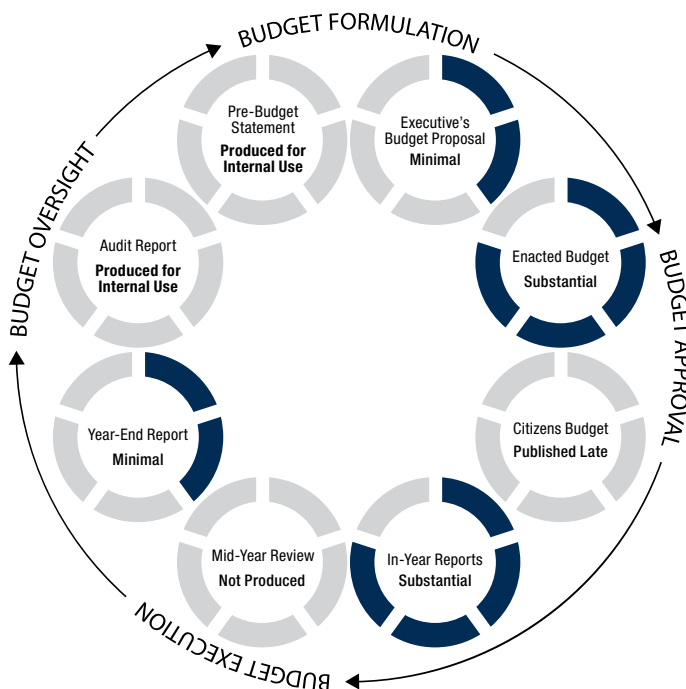 BUDGET FORMULATION
Pre-Budget
Statement
Produced for
Internal Use
Executive’s
Budget Proposal
Minimal
BUDGET OVERSIGHT
Audit Report
Produced for
Internal Use
Enacted Budget
Substantial
BUDGET APPROVAL
Year-End Report
Minimal
Citizens Budget
Published Late
Mid-Year Review
Not Produced
In-Year Reports
Substantial
BUDGET EXECUTION